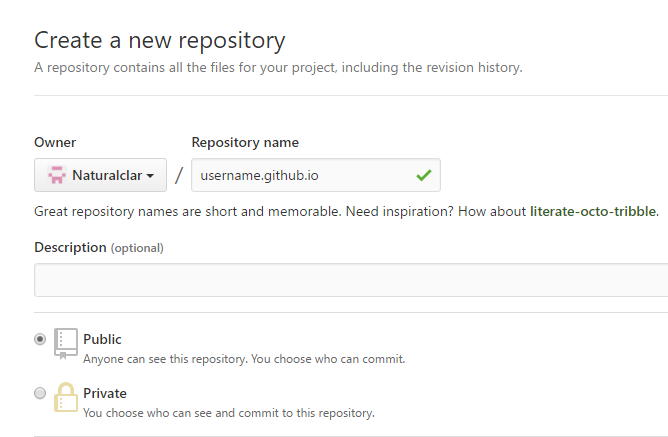 Create a new repository
A repository contains all the files for your project, including the revision history.
Owner Repository name
Naturalclar / username.github.io
Great repository names are short and memorable. Need inspiration? How about literate-octo-tribble.
Description (optional)
Public
Anyone can see this repository. You choose who can commit.
Private
You choose who can see and commit to this repository.